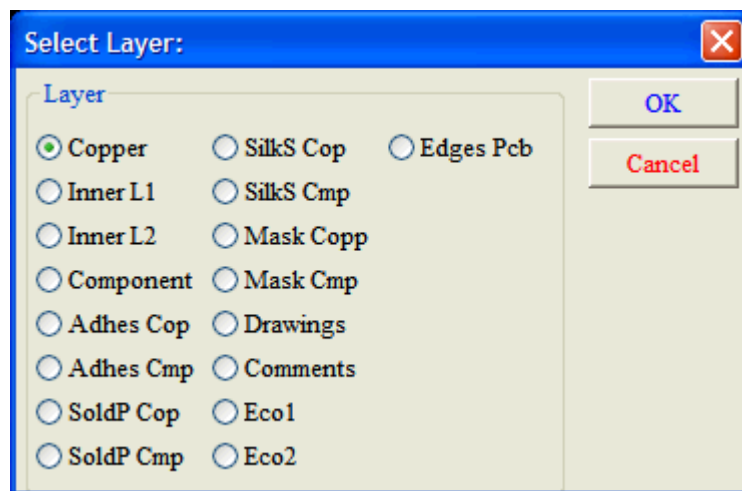 Select Layer:
Layer
OK
Cancel
Copper
SilkS Cop
Edges Pcb
Inner L1
SilkS Cmp
Inner L2
Mask Copp
Component
Mask Cmp
Adhes Cop
Drawings
Adhes Cmp
Comments
SoldP Cop
Eco1
SoldP Cmp
Eco2